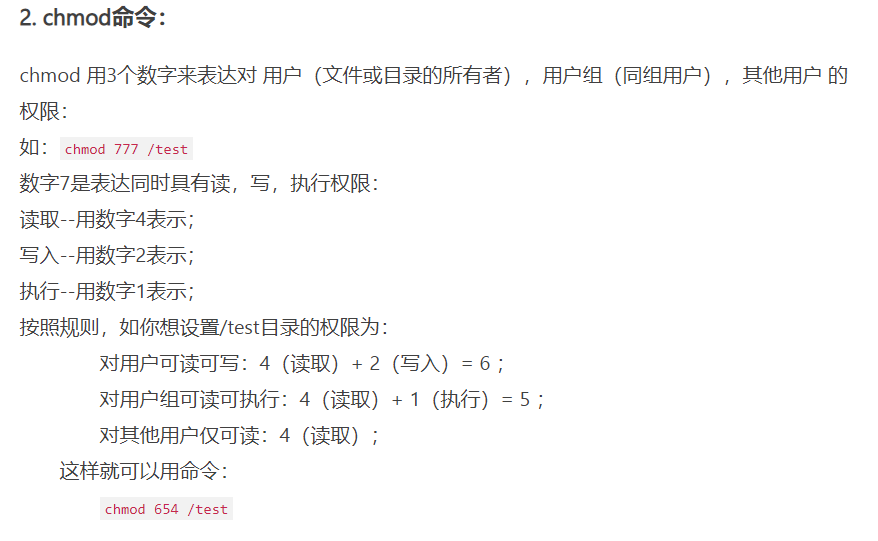 2. chmod命令：
chmod 用3个数字来表达对 用户（文件或目录的所有者），用户组（同组用户），其他用户 的
权限：
如：chmod 777 /test
数字7是表达同时具有读，写，执行权限：
读取--用数字4表示；
写入--用数字2表示；
执行--用数字1表示；
按照规则，如你想设置/test目录的权限为：
对用户可读可写：4（读取）+ 2（写入）= 6 ；
对用户组可读可执行：4（读取）+ 1（执行）= 5 ；
对其他用户仅可读：4（读取）；
这样就可以用命令：
chmod 654 /test